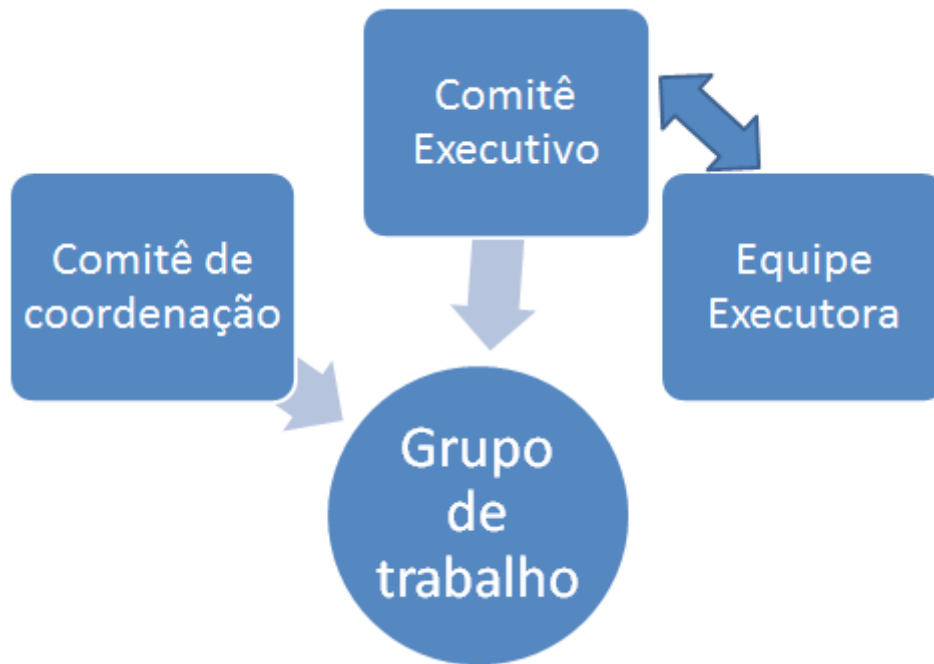 Comitê
Executivo
Comitê de
coordenação
Equipe
Executora
Grupo
de
trabalho